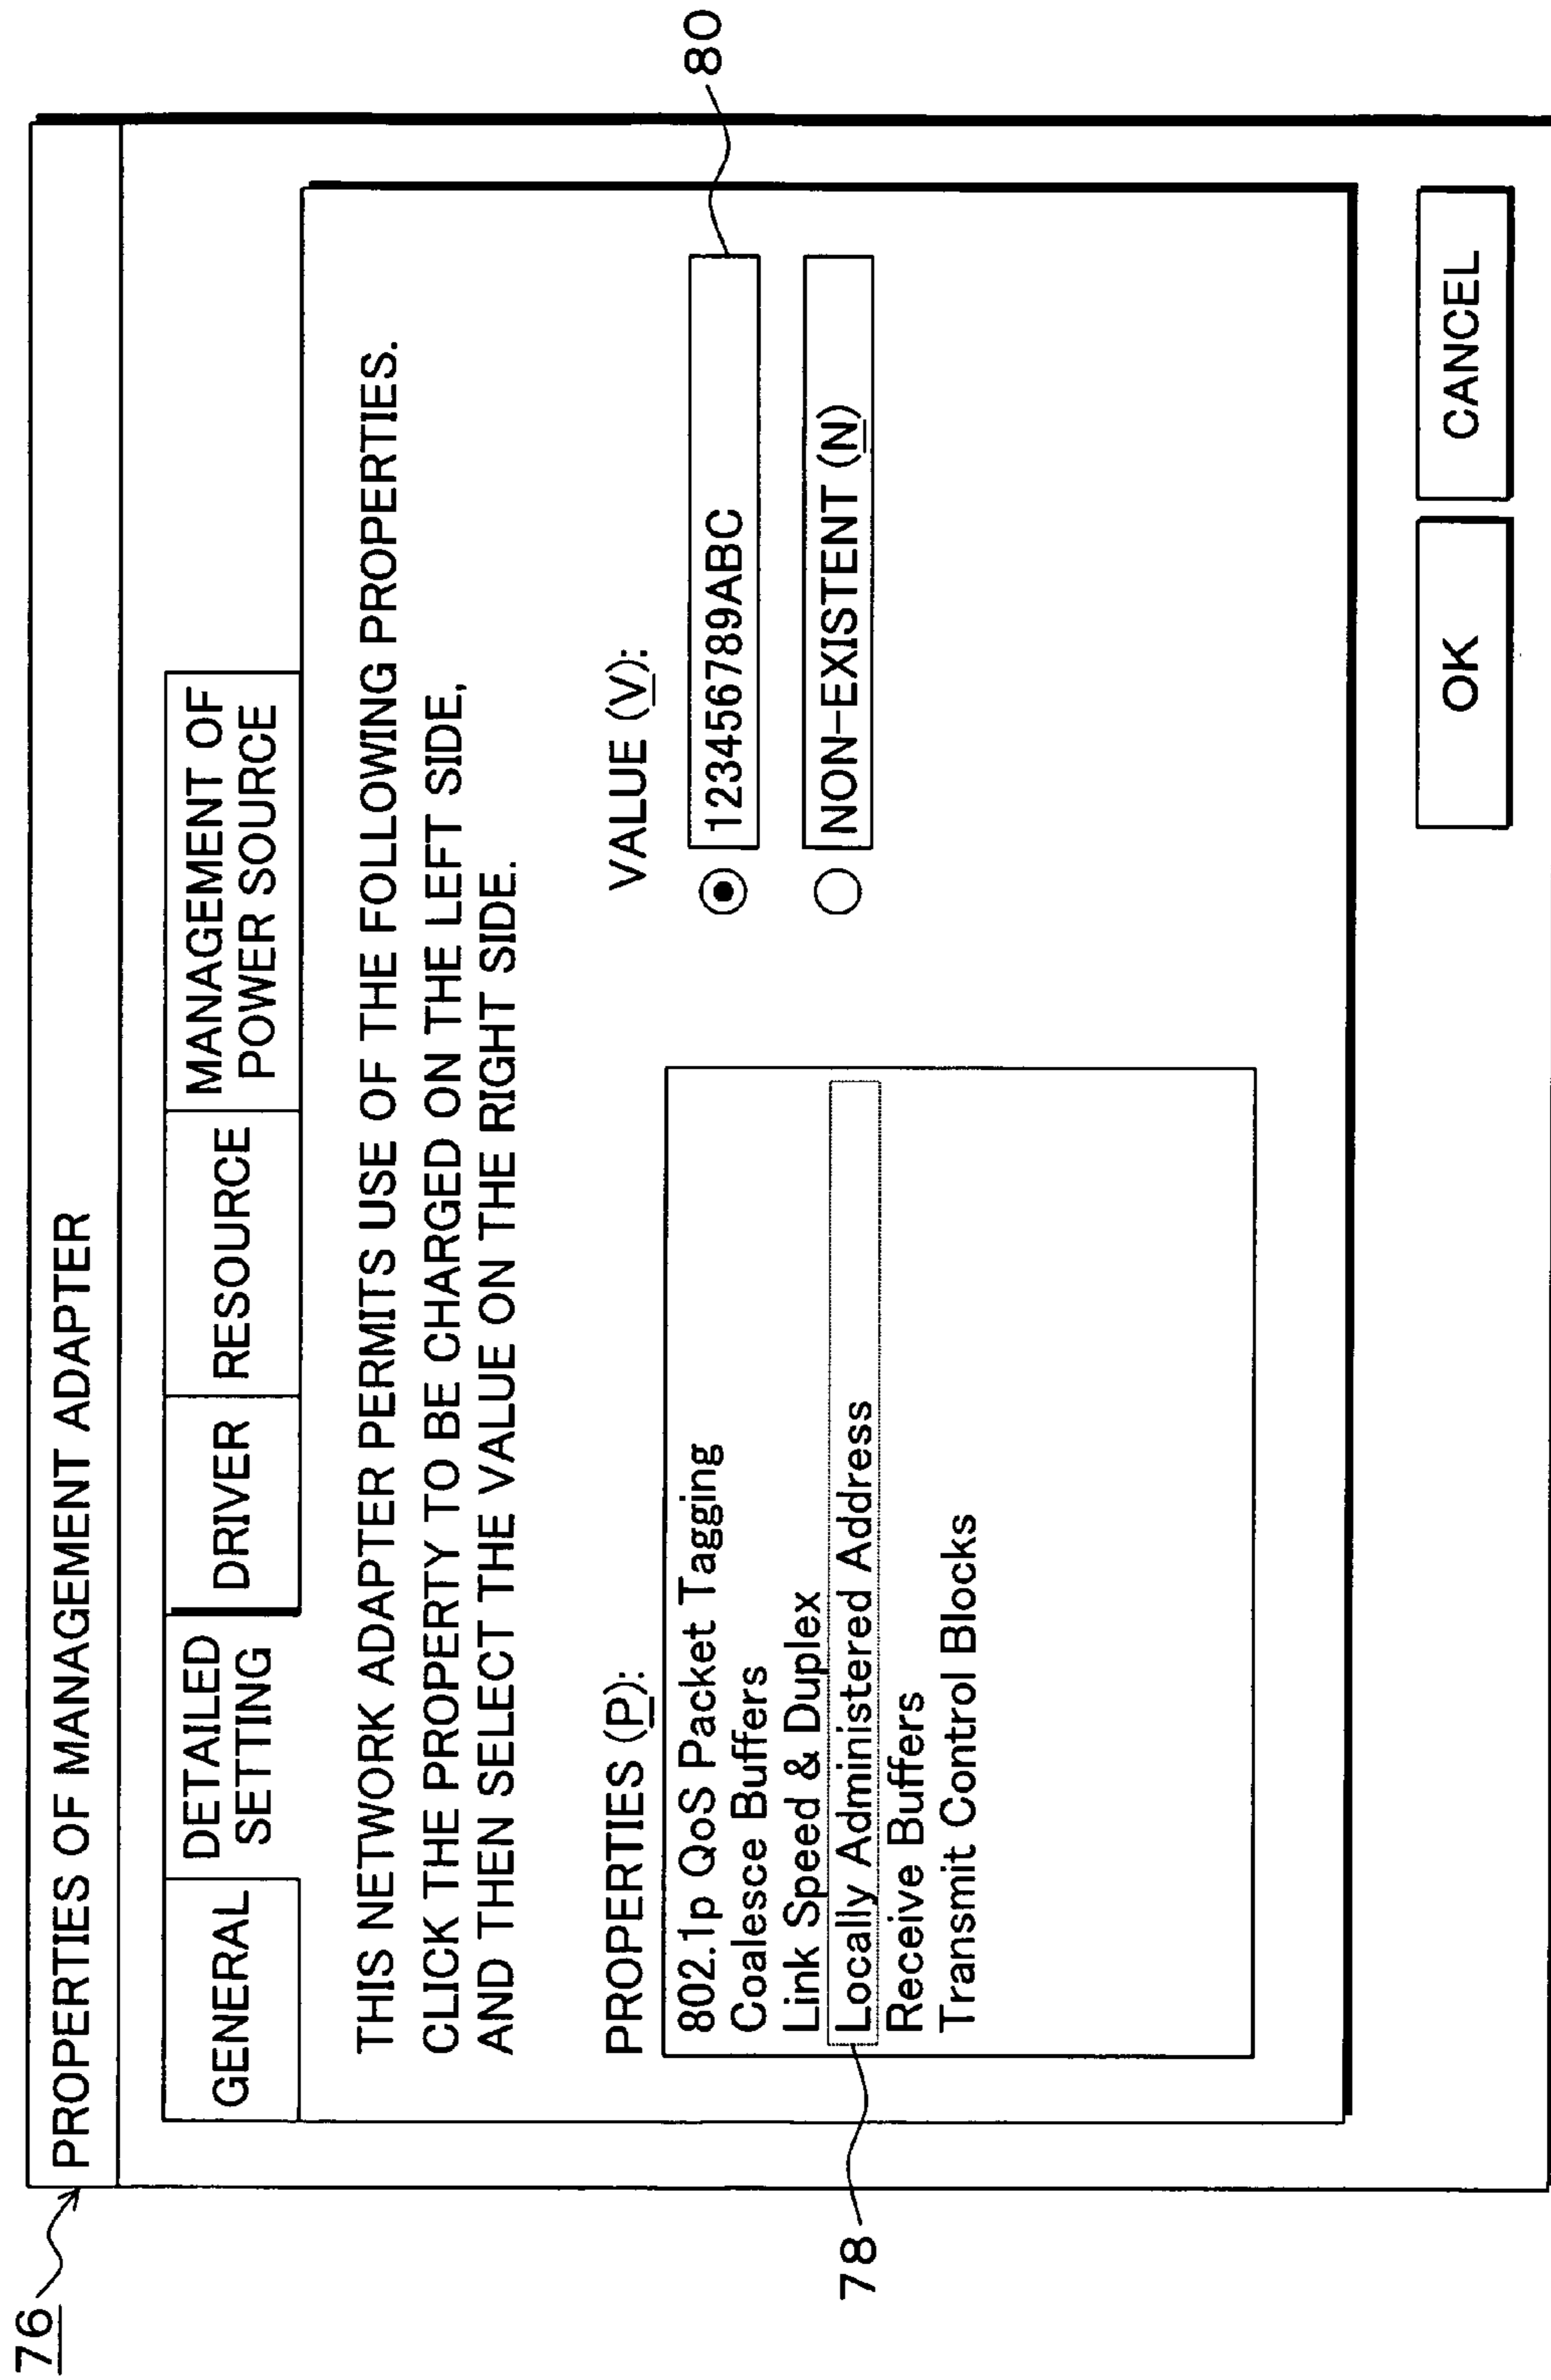 76
PROPERTIES OF MANAGEMENT ADAPTER
GENERAL
DETAILED
SETTING
DRIVER
RESOURCE
MANAGEMENT OF
POWER SOURCE
THIS NETWORK ADAPTER PERMITS USE OF THE FOLLOWING PROPERTIES.
CLICK THE PROPERTY TO BE CHARGED ON THE LEFT SIDE,
AND THEN SELECT THE VALUE ON THE RIGHT SIDE.
PROPERTIES (P):
802.1p QoS Packet Tagging
Coalesce Buffers
Link Speed & Duplex
Locally Administered Address
Receive Buffers
Transmit Control Blocks
78
VALUE (V):
123456789ABC
80
NON-EXISTENT (N)
OK
CANCEL